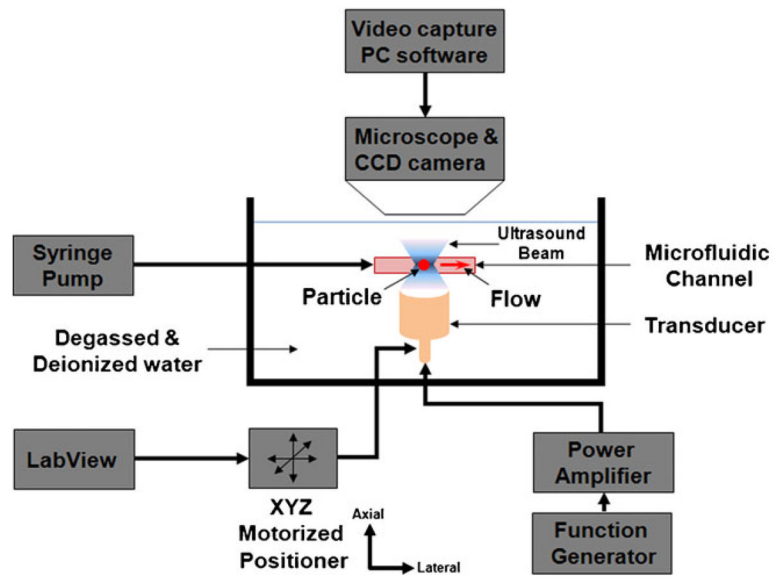 Video capture
PC software
Microscope &
CCD camera
Syringe
Pump
Ultrasound
Beam
Microfluidic
Channel
Particle
Flow
Transducer
Degassed &
Deionized water
LabView
XYZ
Motorized
Positioner
Axial
Lateral
Power
Amplifier
Function
Generator